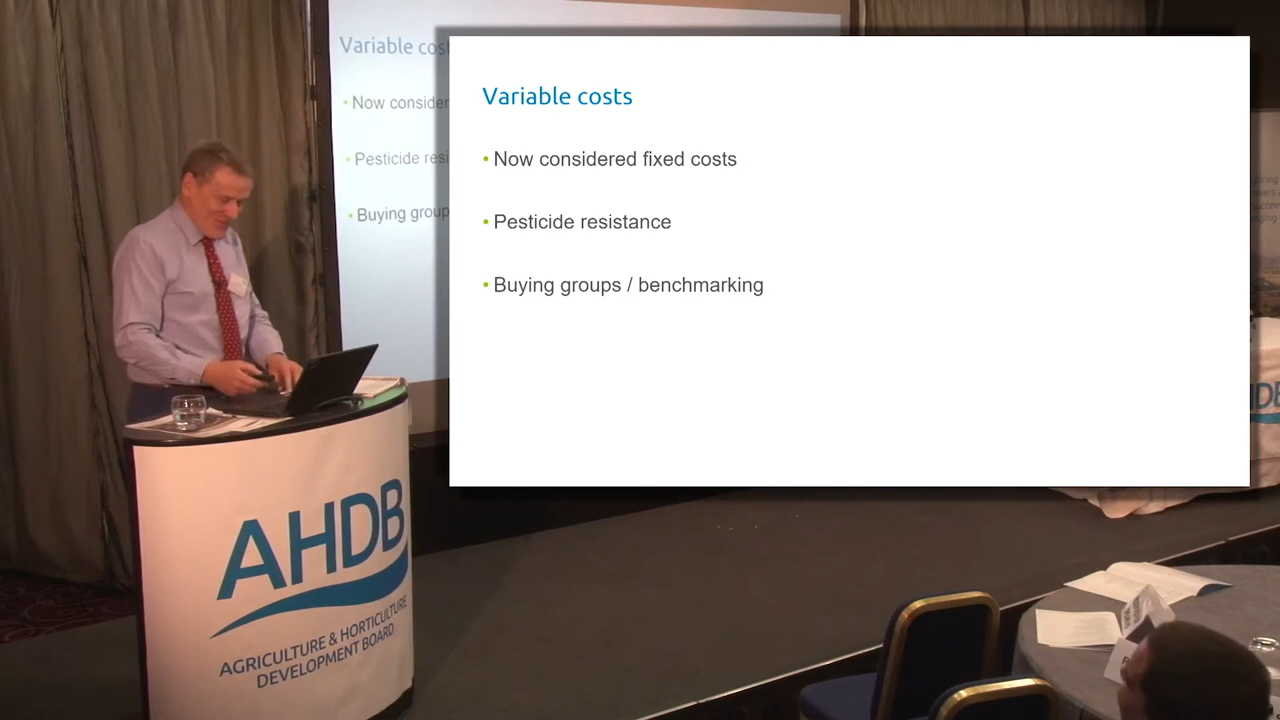 Variable cos
• Now consider
• Pesticide resi
• Buying group
Variable costs
• Now considered fixed costs
• Pesticide resistance
• Buying groups / benchmarking
AHDB
AGRICULTURE & HORTICULTURE
DEVELOPMENT BOARD